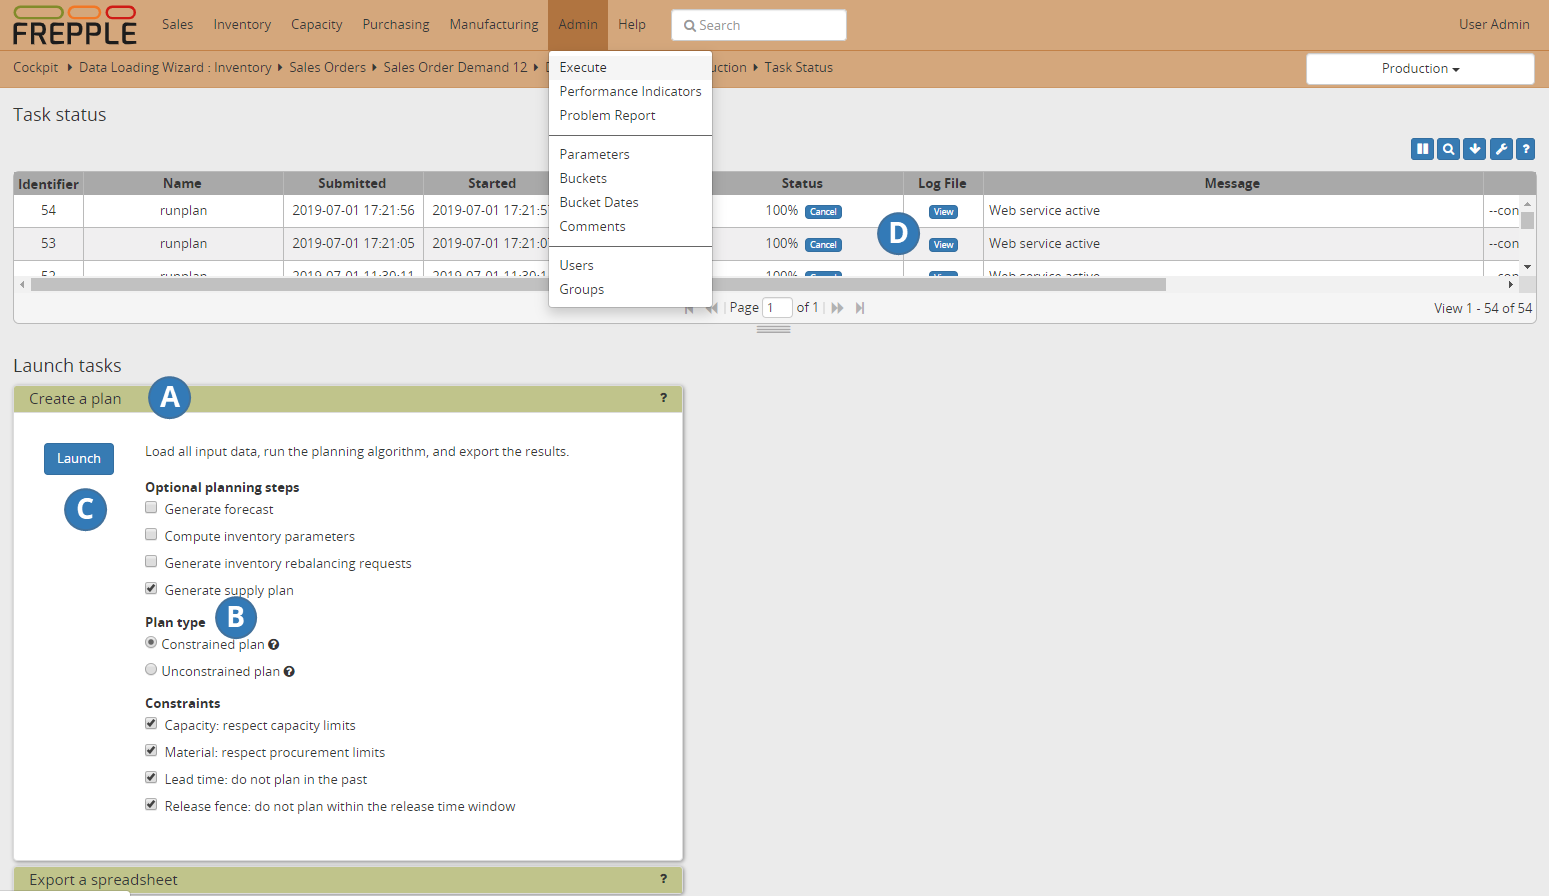 FREPPLE Sales Inventory Capacity Purchasing Manufacturing Admin Help Search User Admin
Cockpit Data Loading Wizard : Inventory Sales Orders Sales Order Demand 12 Task Status Production
Execute
Performance Indicators
Problem Report
Parameters
Buckets
Bucket Dates
Comments
Users
Groups
Task status
?
Identifier Name Submitted Started Status Log File Message
54 runplan 2019-07-01 17:21:56 2019-07-01 17:21:5 100% Cancel View Web service active --con
53 runplan 2019-07-01 17:21:05 2019-07-01 17:21:0 100% Cancel View Web service active --con
D
52 runplan 2019-07-01 11:30:11 2019-07-01 11:30:1 100% Cancel View Web service active --con
Page 1 of 1 View 1 - 54 of 54
Launch tasks
Create a plan A ?
Launch Load all input data, run the planning algorithm, and export the results.
C
Optional planning steps
Generate forecast
Compute inventory parameters
Generate inventory rebalancing requests
Generate supply plan
Plan type B
Constrained plan ?
Unconstrained plan ?
Constraints
Capacity: respect capacity limits
Material: respect procurement limits
Lead time: do not plan in the past
Release fence: do not plan within the release time window
Export a spreadsheet ?